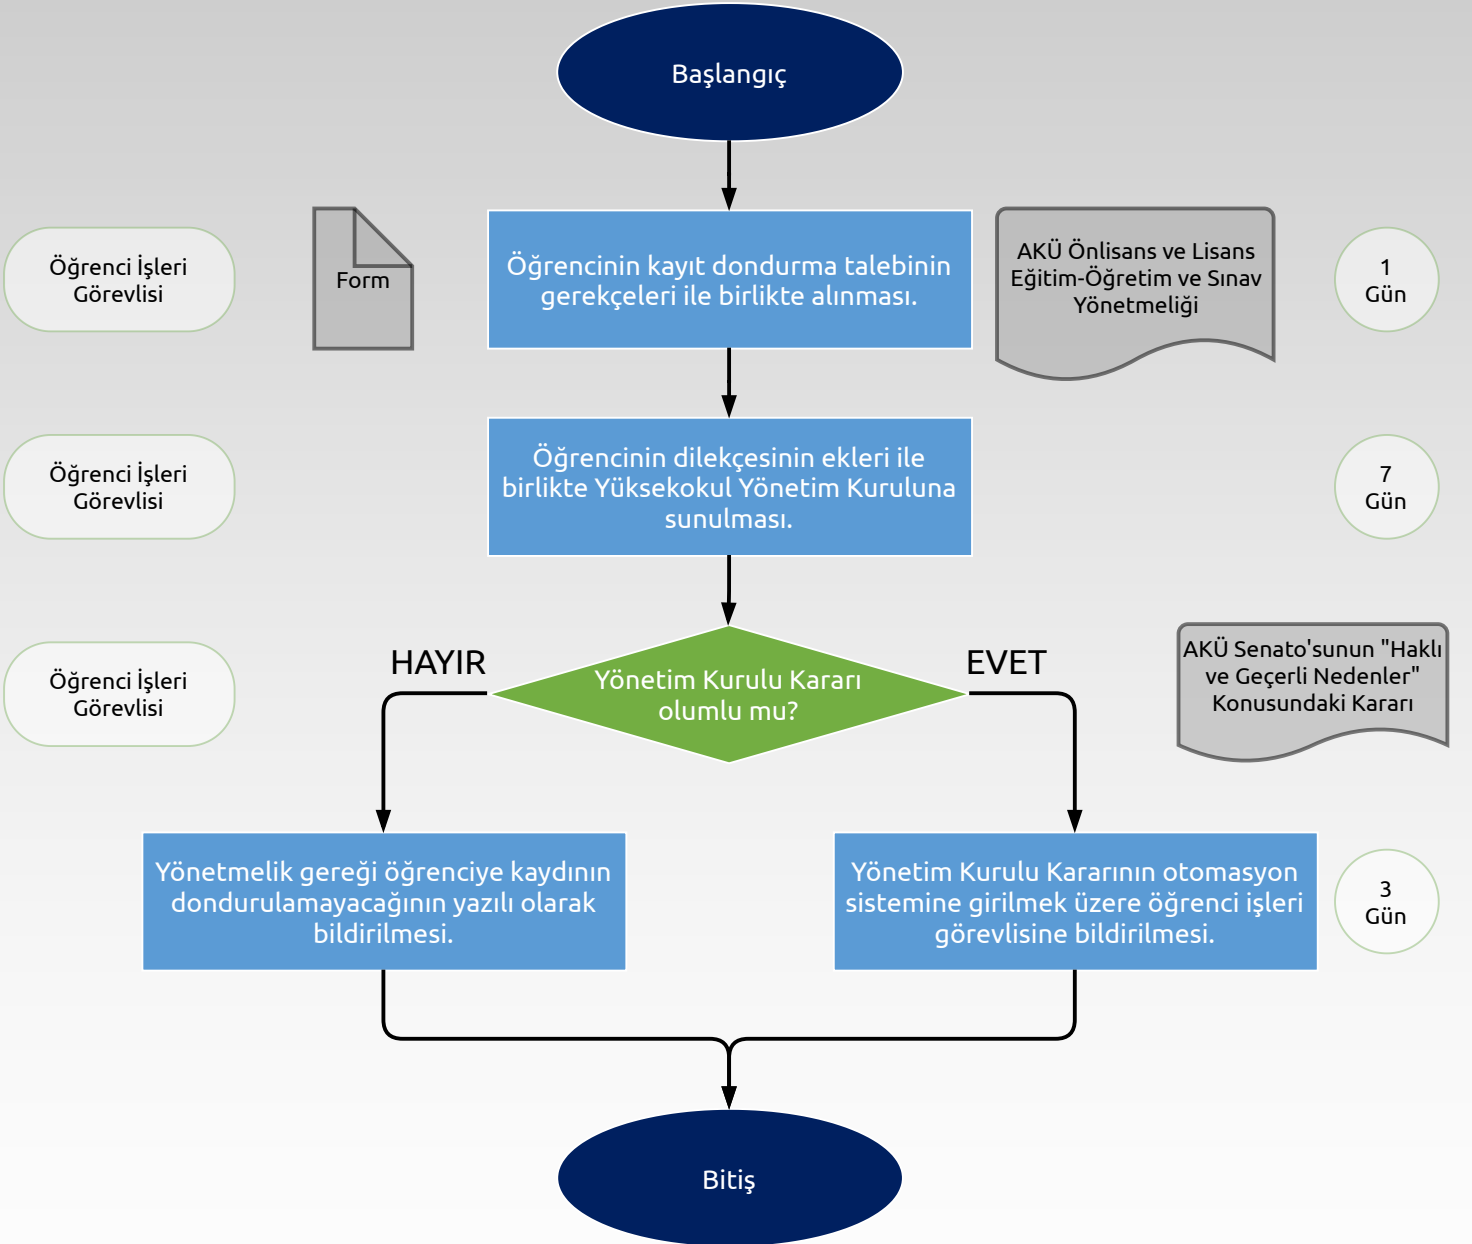 Başlangıç
Öğrenci İşleri
Görevlisi
Form
Öğrencinin kayıt dondurma talebinin
gerekçeleri ile birlikte alınması.
AKÜ Önlisans ve Lisans
Eğitim-Öğretim ve Sınav
Yönetmeliği
1
Gün
Öğrenci İşleri
Görevlisi
Öğrencinin dilekçesinin ekleri ile
birlikte Yüksekokul Yönetim Kuruluna
sunulması.
7
Gün
Öğrenci İşleri
Görevlisi
HAYIR
Yönetim Kurulu Kararı
olumlu mu?
EVET
AKÜ Senato'sunun "Haklı
ve Geçerli Nedenler"
Konusundaki Kararı
Yönetmelik gereği öğrenciye kaydının
dondurulamayacağının yazılı olarak
bildirilmesi.
Yönetim Kurulu Kararının otomasyon
sistemine girilmek üzere öğrenci işleri
görevlisine bildirilmesi.
3
Gün
Bitiş